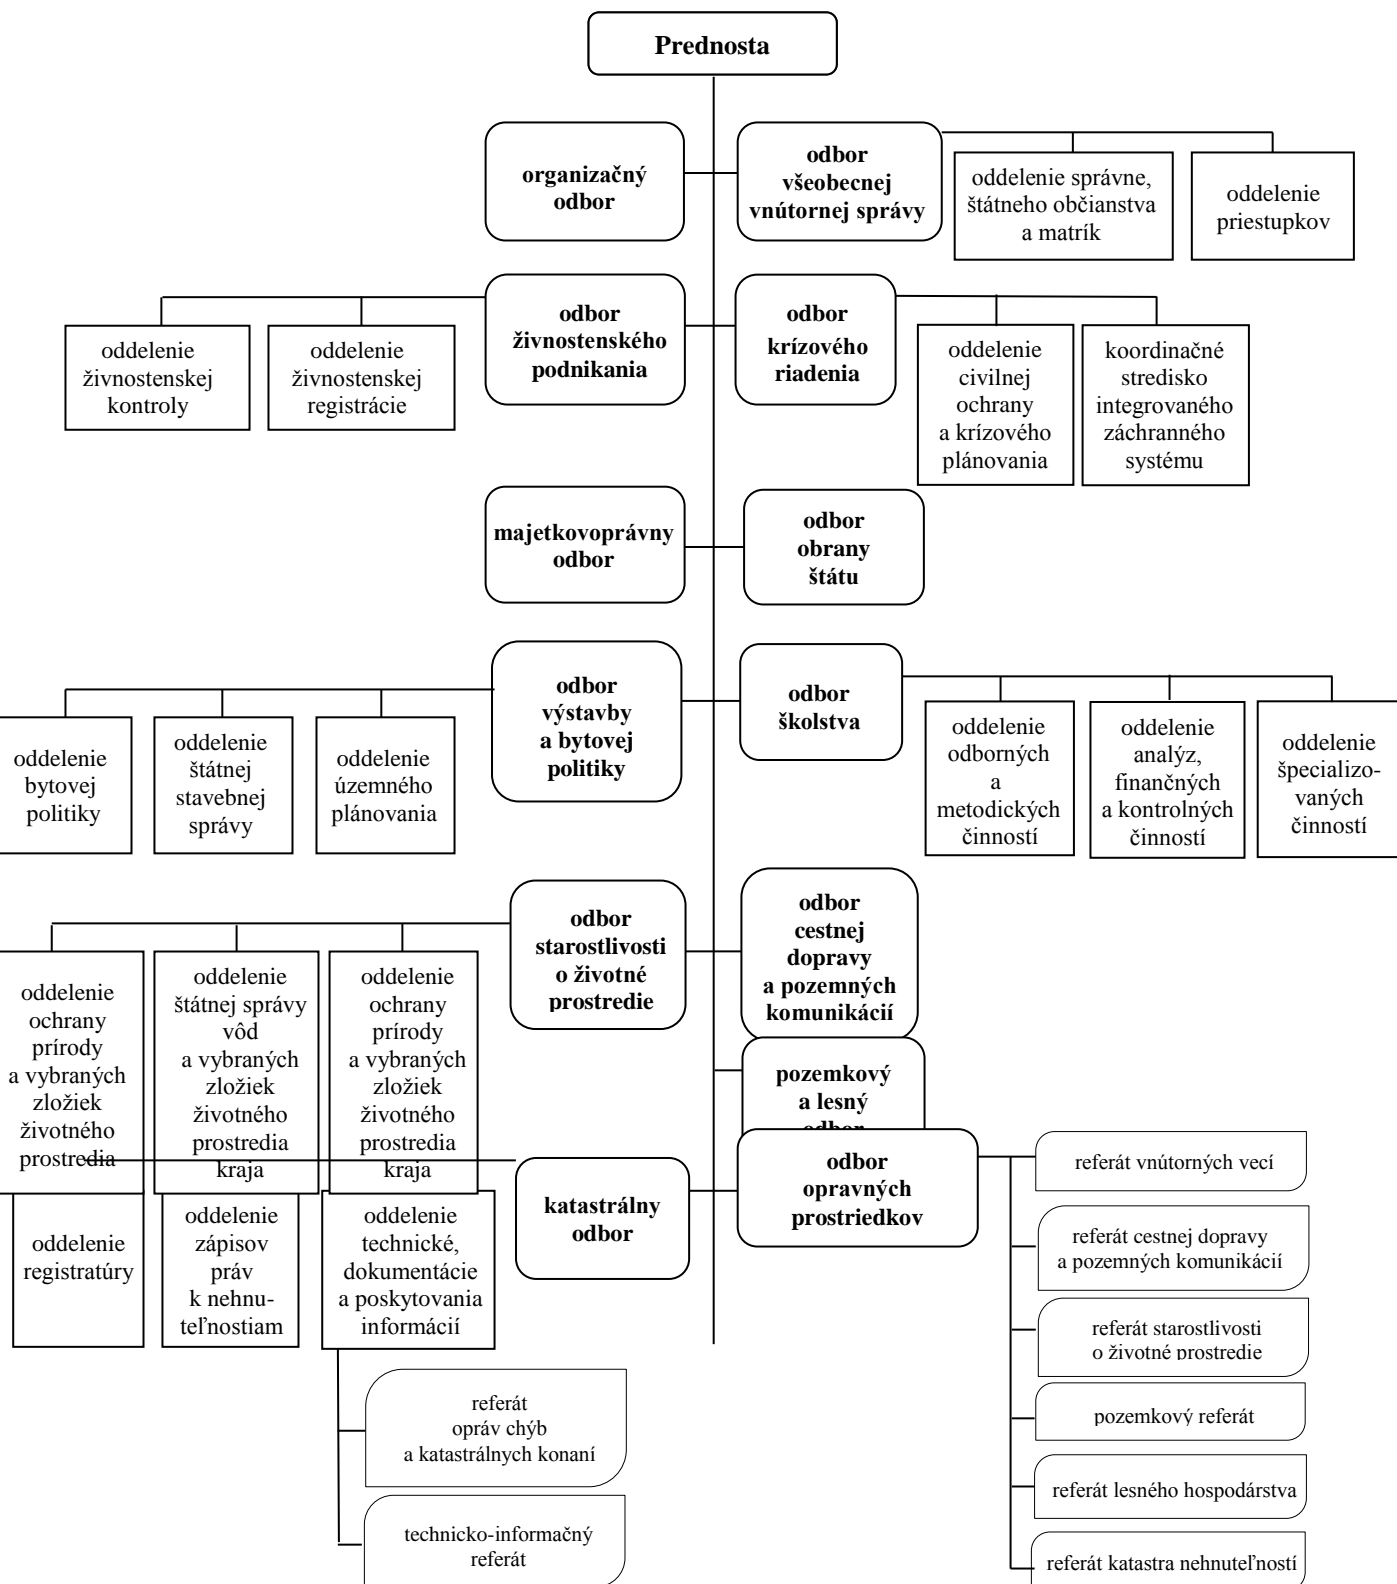 Prednosta
organizačný
odbor
odbor
všeobecnej
vnútornej správy
oddelenie správne,
štátneho občianstva
a matrík
oddelenie
priestupkov
oddelenie
živnostenskej
kontroly
oddelenie
živnostenskej
registrácie
odbor
živnostenského
podnikania
odbor
krízového
riadenia
oddelenie
civilnej
ochrany
a krízového
plánovania
koordinačné
stredisko
integrovaného
záchranného
systému
majetkovoprávny
odbor
odbor
obrany
štátu
oddelenie
bytovej
politiky
oddelenie
štátnej
stavebnej
správy
oddelenie
územného
plánovania
odbor
výstavby
a bytovej
politiky
odbor
školstva
oddelenie
odborných
a
metodických
činností
oddelenie
analýz,
finančných
a kontrolných
činností
oddelenie
špecializo-
vaných
činností
oddelenie
ochrany
prírody
a vybraných
zložiek
životného
prostredia
oddelenie
štátnej správy
vôd
a vybraných
zložiek
životného
prostredia
kraja
oddelenie
ochrany
prírody
a vybraných
zložiek
životného
prostredia
kraja
odbor
starostlivosti
o životné
prostredie
odbor
cestnej
dopravy
a pozemných
komunikácií
pozemkový
a lesný
odbor
oddelenie
registratúry
oddelenie
zápisov
práv
k nehnu-
teľnostiam
oddelenie
technické,
dokumentácie
a poskytovania
informácií
katastrálny
odbor
odbor
opravných
prostriedkov
referát vnútorných vecí
referát cestnej dopravy
a pozemných komunikácií
referát starostlivosti
o životné prostredie
pozemkový referát
referát lesného hospodárstva
referát katastra nehnuteľností
referát
opráv chýb
a katastrálnych konaní
technicko-informačný
referát